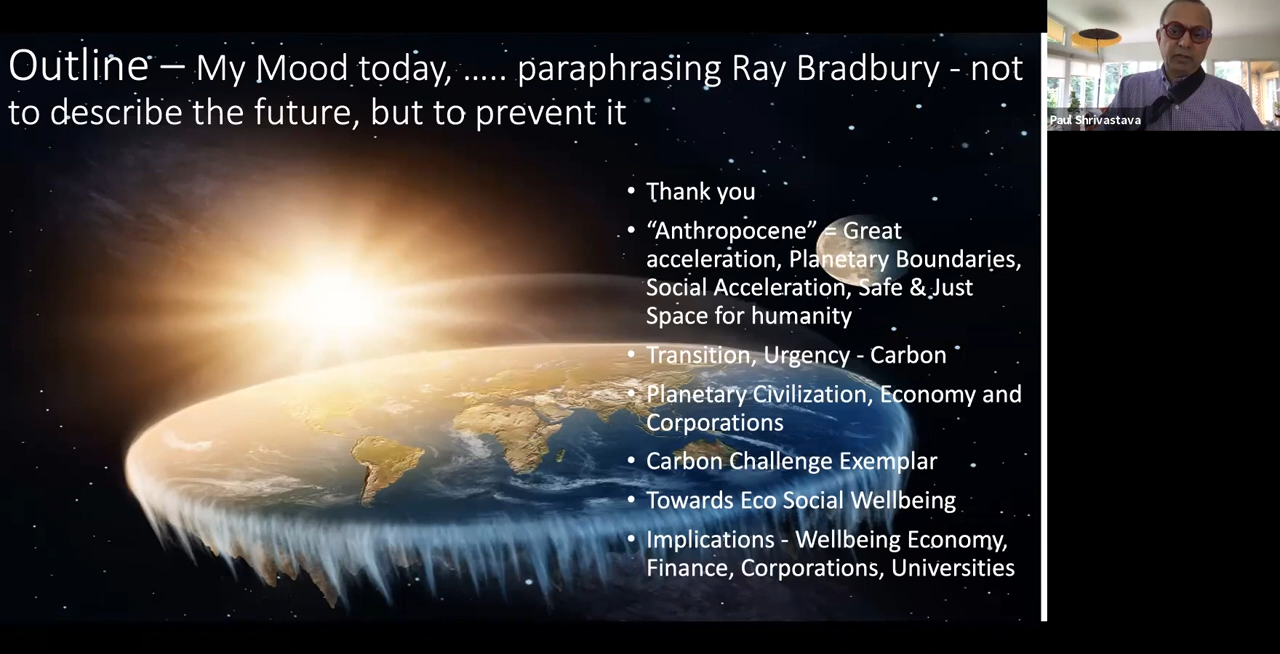 Outline – My Mood today, ..... paraphrasing Ray Bradbury - not
to describe the future, but to prevent it
• Thank you
• “Anthropocene” = Great
acceleration, Planetary Boundaries,
Social Acceleration, Safe & Just
Space for humanity
• Transition, Urgency - Carbon
• Planetary Civilization, Economy and
Corporations
• Carbon Challenge Exemplar
• Towards Eco Social Wellbeing
• Implications - Wellbeing Economy,
Finance, Corporations, Universities
Paul Shrivastava